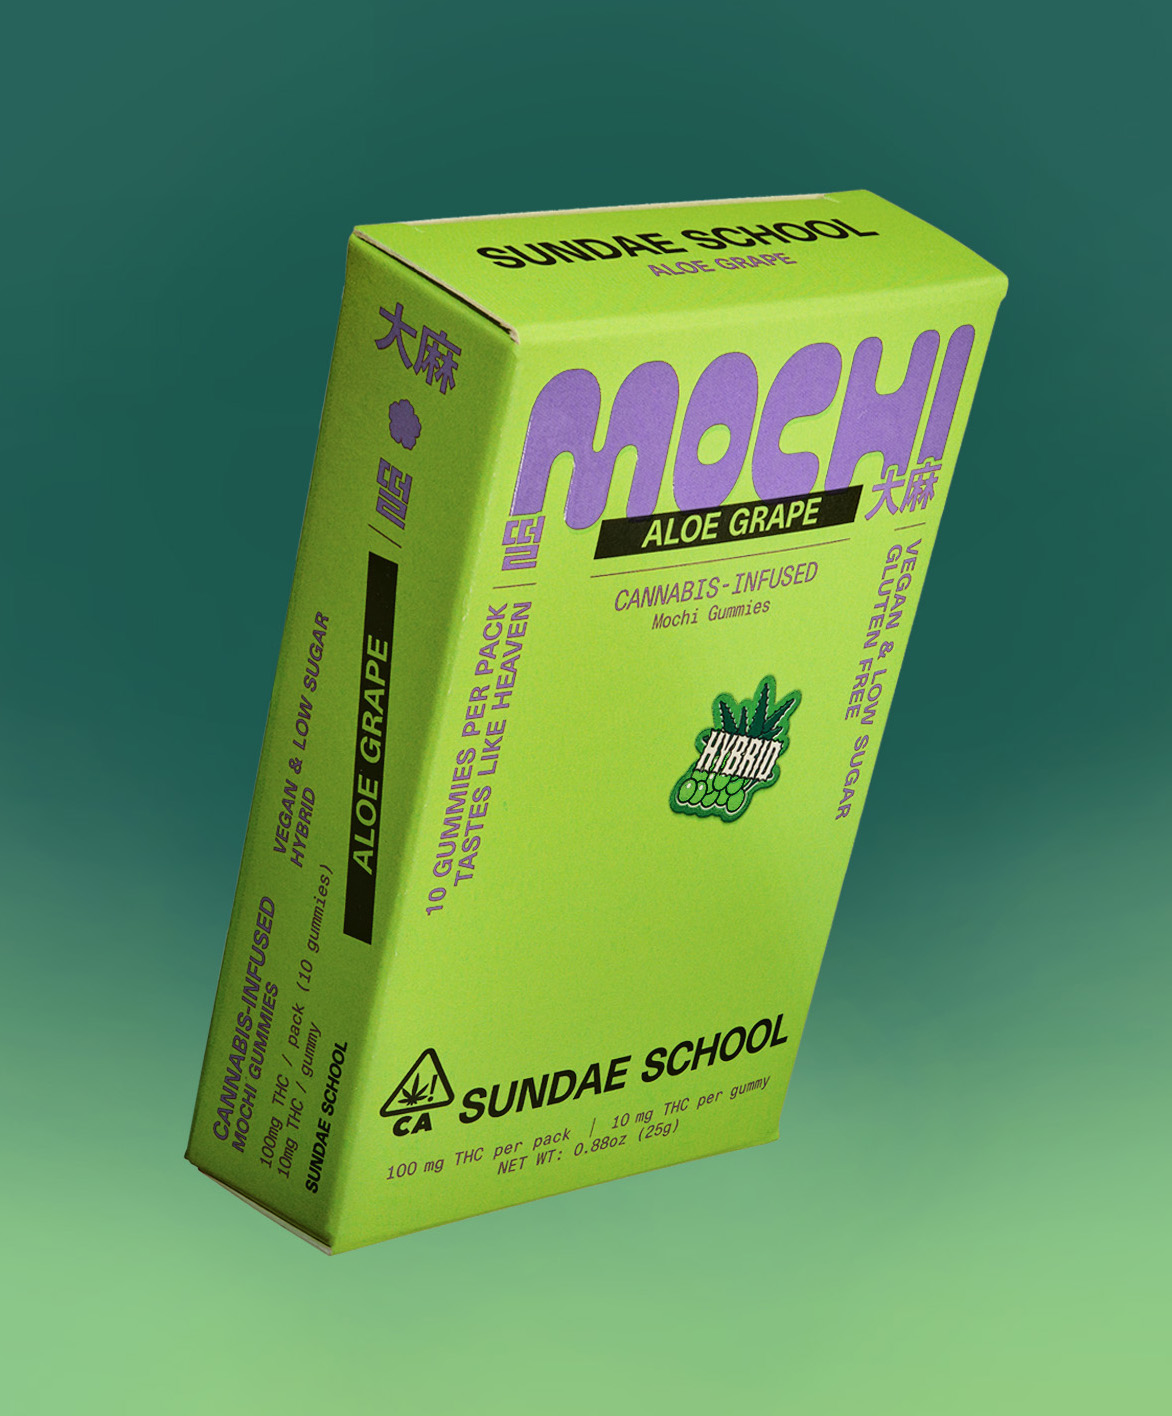 SUNDAE SCHOOL
ALOE GRAPE
MOCHI
大麻
ALOE GRAPE
CANNABIS-INFUSED
Mochi Gummies
떨
10 GUMMIES PER PACK
TASTES LIKE HEAVEN
VEGAN & LOW SUGAR
GLUTEN FREE
HYBRID
CA
SUNDAE SCHOOL
100 mg THC per pack | 10 mg THC per gummy
NET WT: 0.88oz (25g)
大麻
떨
ALOE GRAPE
VEGAN & LOW SUGAR
HYBRID
CANNABIS-INFUSED
MOCHI GUMMIES
100mg THC / pack (10 gummies)
10mg THC / gummy
SUNDAE SCHOOL